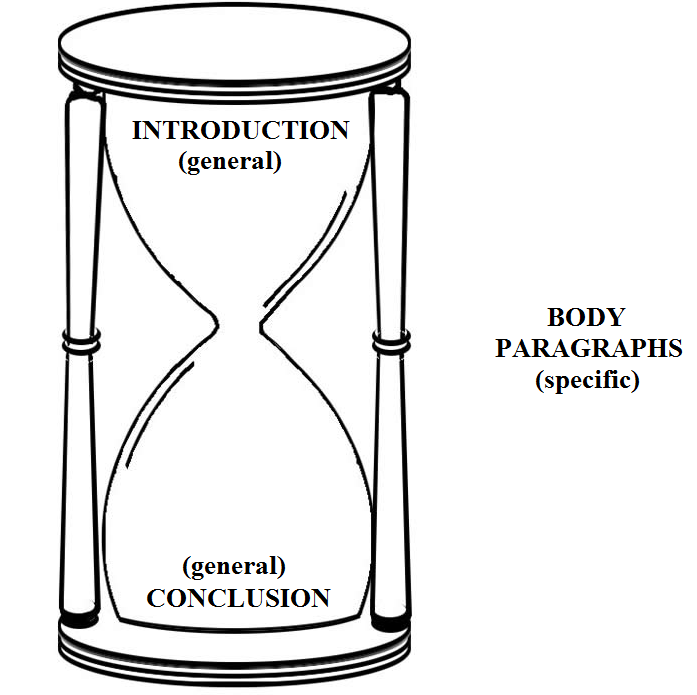 INTRODUCTION
(general)
BODY
PARAGRAPHS
(specific)
(general)
CONCLUSION